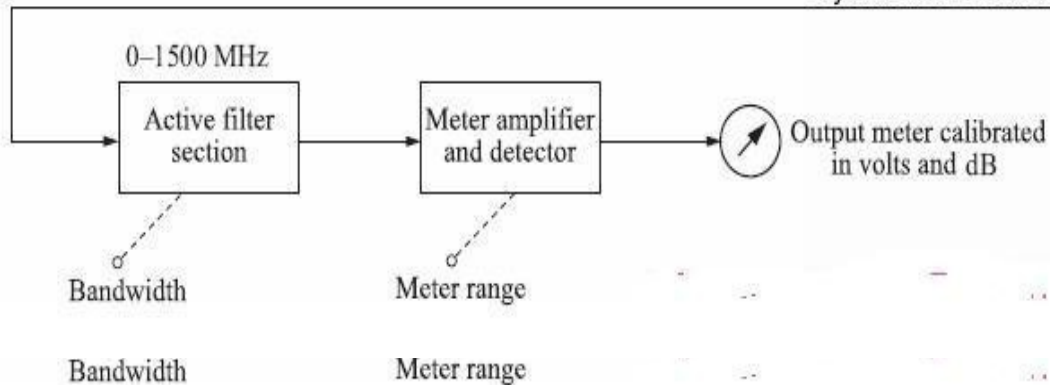 0–1500 MHz
Active filter
section
Meter amplifier
and detector
Output meter calibrated
in volts and dB
Bandwidth
Meter range
Bandwidth
Meter range